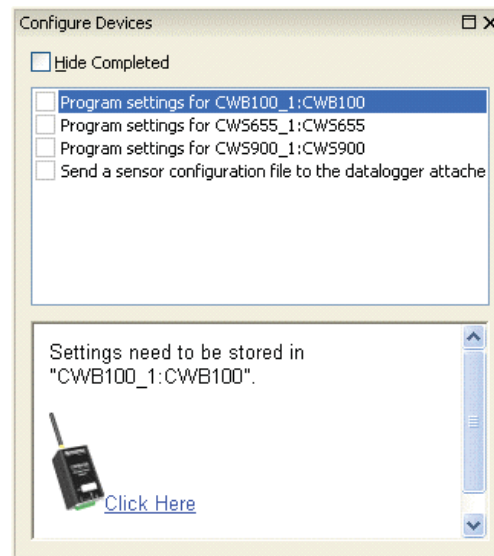 Configure Devices
Hide Completed
Program settings for CWB100_1:CWB100
Program settings for CWS655_1:CWS655
Program settings for CWS900_1:CWS900
Send a sensor configuration file to the datalogger attache
Settings need to be stored in
"CWB100_1:CWB100".
Click Here